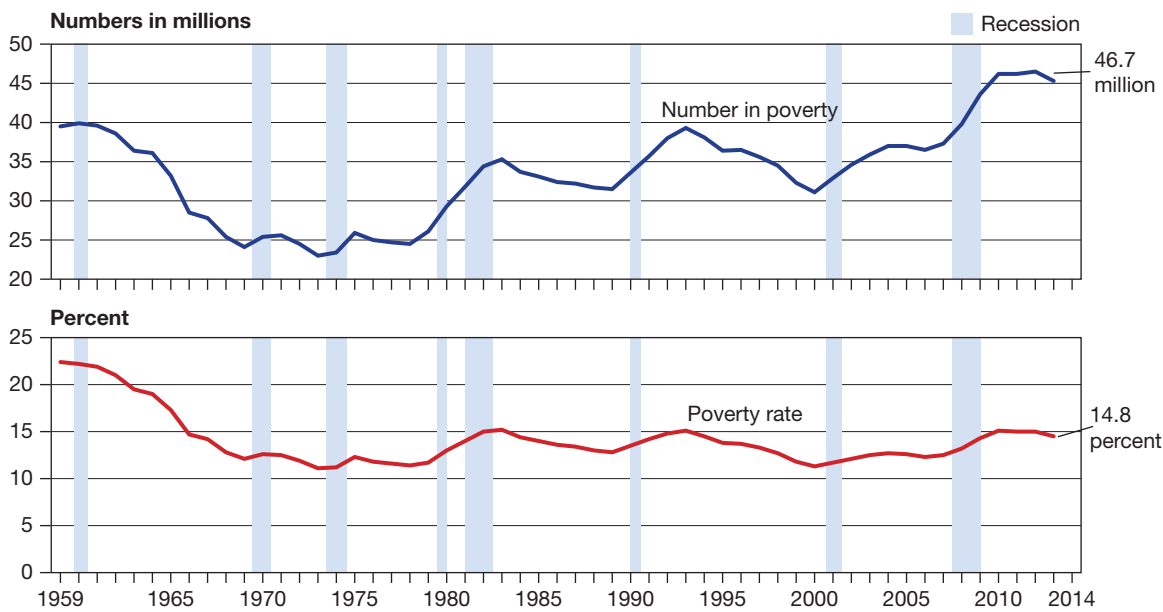 Numbers in millions
Recession
50
45
40
35
30
25
20
46.7
million
Number in poverty
Percent
25
20
15
10
5
0
Poverty rate
14.8
percent
1959 1965 1970 1975 1980 1985 1990 1995 2000 2005 2010 2014